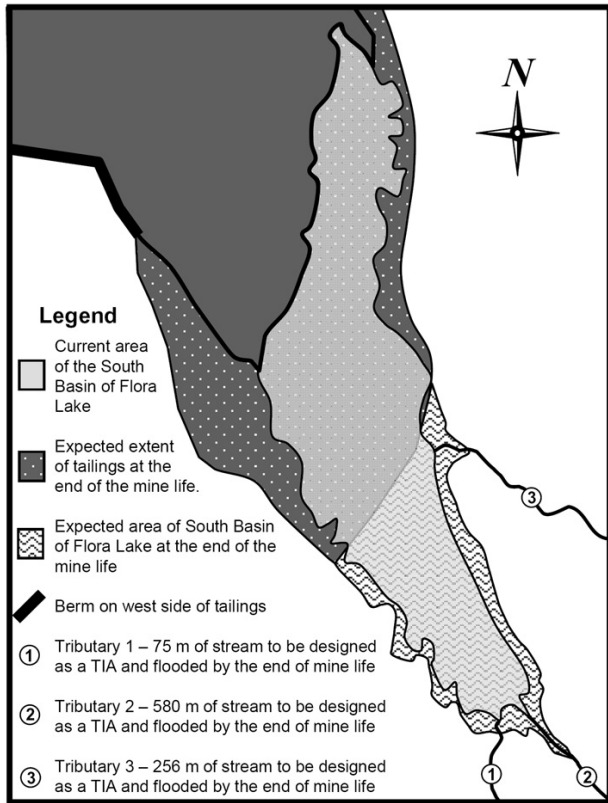 N
Legend
Current area
of the South
Basin of Flora
Lake
Expected extent
of tailings at the
end of the mine life.
Expected area of South Basin
of Flora Lake at the end of the
mine life
Berm on west side of tailings
1 Tributary 1 – 75 m of stream to be designed
as a TIA and flooded by the end of mine life
2 Tributary 2 – 580 m of stream to be designed
as a TIA and flooded by the end of mine life
3 Tributary 3 – 256 m of stream to be designed
as a TIA and flooded by the end of mine life
3
1
2